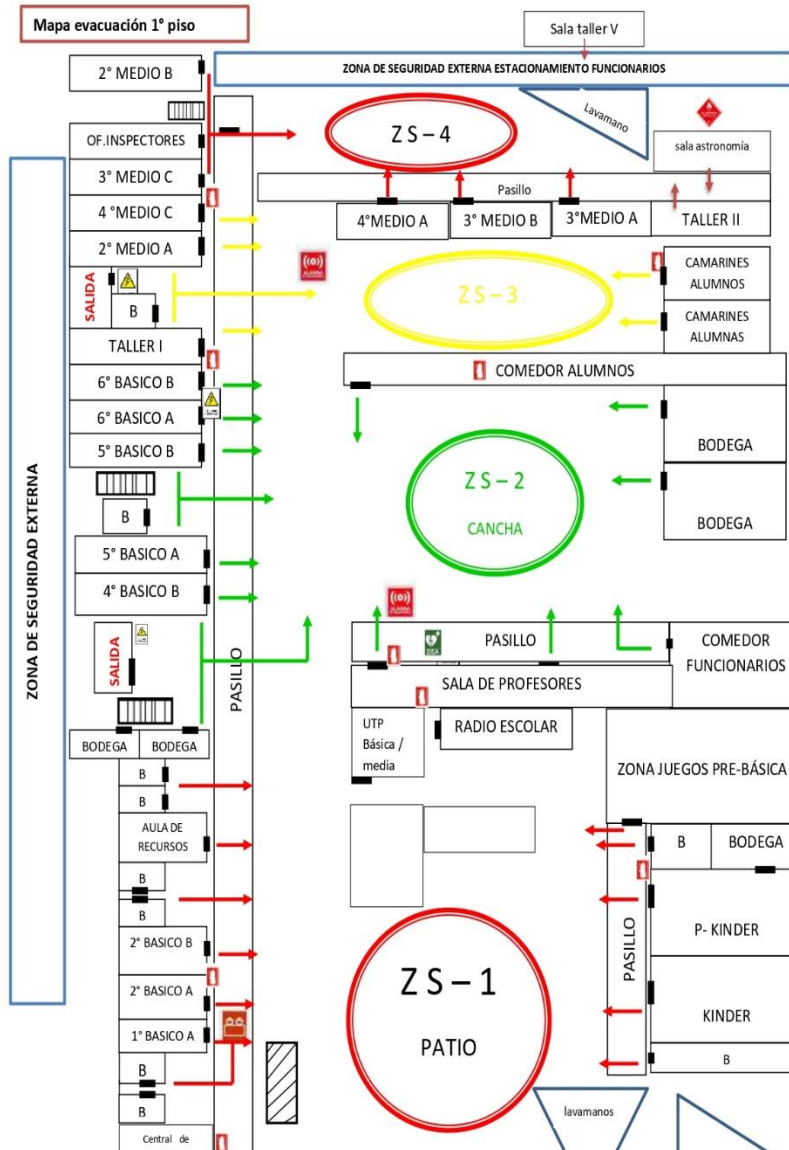 Mapa evacuación 1° piso
Sala taller V
ZONA DE SEGURIDAD EXTERNA ESTACIONAMIENTO FUNCIONARIOS
2° MEDIO B
OF.INSPECTORES
3° MEDIO C
4 °MEDIO C
2° MEDIO A
SALIDA
B
TALLER I
6° BASICO B
6° BASICO A
5° BASICO B
B
5° BASICO A
4° BASICO B
SALIDA
BODEGA
BODEGA
B
B
AULA DE
RECURSOS
B
B
2° BASICO B
2° BASICO A
1° BASICO A
B
B
Central de
ZONA DE SEGURIDAD EXTERNA
PASILLO
Z S – 4
Lavamano
sala astronomía
Pasillo
4°MEDIO A
3° MEDIO B
3°MEDIO A
TALLER II
Z S – 3
CAMARINES
ALUMNOS
CAMARINES
ALUMNAS
COMEDOR ALUMNOS
Z S – 2
CANCHA
BODEGA
BODEGA
PASILLO
COMEDOR
FUNCIONARIOS
SALA DE PROFESORES
UTP
Básica /
media
RADIO ESCOLAR
ZONA JUEGOS PRE-BÁSICA
B
BODEGA
PASILLO
P- KINDER
KINDER
B
Z S – 1
PATIO
lavamanos